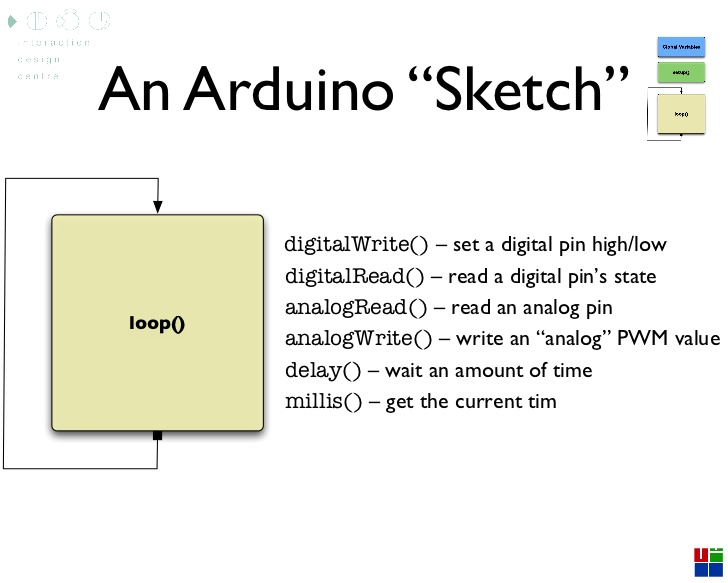 interaction
design
centre
An Arduino “Sketch”
Global Variables
setup()
loop()
loop()
digitalWrite() – set a digital pin high/low
digitalRead() – read a digital pin’s state
analogRead() – read an analog pin
analogWrite() – write an “analog” PWM value
delay() – wait an amount of time
millis() – get the current tim